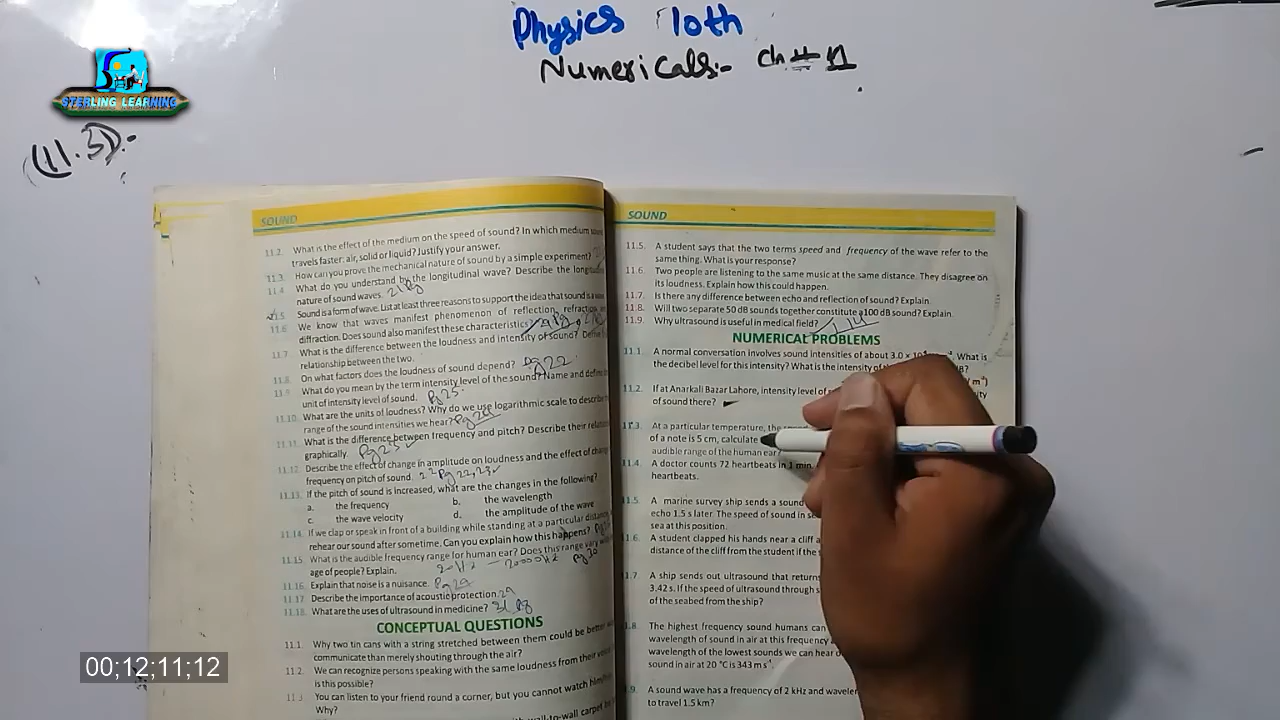 Physics 10th
Numericals:- Ch # 11
STERLING LEARNING
(11.3):-
SOUND
11.2. What is the effect of the medium on the speed of sound? In which medium sound
travels faster: air, solid or liquid? Justify your answer.
11.3. How can you prove the mechanical nature of sound by a simple experiment?
11.4 What do you understand by the longitudinal wave? Describe the longitudinal
nature of sound waves. 21 Pg
11.5 Sound is a form of wave. List at least three reasons to support the idea that sound is a wave.
11.6 We know that waves manifest phenomenon of reflection, refraction and
diffraction. Does sound also manifest these characteristics?
11.7 What is the difference between the loudness and intensity of sound? Define
relationship between the two.
11.8. On what factors does the loudness of sound depend? Pg 22
11.9 What do you mean by the term intensity level of the sound? Name and define
unit of intensity level of sound. Pg 25
11.10. What are the units of loudness? Why do we use logarithmic scale to describe
range of the sound intensities we hear?
11.11. What is the difference between frequency and pitch? Describe their
graphically. Pg 23
11.12 Describe the effect of change in amplitude on loudness and the effect of change
frequency on pitch of sound. Pg 22,23
11.13. If the pitch of sound is increased, what are the changes in the following?
a. the frequency b. the wavelength
c. the wave velocity d. the amplitude of the wave
11.14. If we clap or speak in front of a building while standing at a particular distance
rehear our sound after sometime. Can you explain how this happens?
11.15. What is the audible frequency range for human ear? Does this range vary
age of people? Explain. 20Hz — 20000Hz Pg 30
11.16 Explain that noise is a nuisance. Pg 29
11.17 Describe the importance of acoustic protection. 29
11.18. What are the uses of ultrasound in medicine? 31 Pg
CONCEPTUAL QUESTIONS
11.1. Why two tin cans with a string stretched between them could be better
communicate than merely shouting through the air?
11.2. We can recognize persons speaking with the same loudness from their
is this possible?
11.3 You can listen to your friend round a corner, but you cannot watch
Why?
wall-to-wall carpet
SOUND
11.5. A student says that the two terms speed and frequency of the wave refer to the
same thing. What is your response?
11.6 Two people are listening to the same music at the same distance. They disagree on
its loudness. Explain how this could happen.
11.7 Is there any difference between echo and reflection of sound? Explain.
11.8 Will two separate 50 dB sounds together constitute a 100 dB sound? Explain.
11.9. Why ultrasound is useful in medical field?
NUMERICAL PROBLEMS
11.1. A normal conversation involves sound intensities of about 3.0 × 10 What is
the decibel level for this intensity? What is the intensity of
11.2. If at Anarkali Bazar Lahore, intensity level of
of sound there?
11.3 At a particular temperature, the
of a note is 5 cm, calculate
audible range of the human ear?
11.4. A doctor counts 72 heartbeats in 1 min.
heartbeats.
11.5. A marine survey ship sends a sound
echo 1.5 s later. The speed of sound in
sea at this position.
1.6. A student clapped his hands near a cliff
distance of the cliff from the student if the
1.7 A ship sends out ultrasound that returns
3.42 s. If the speed of ultrasound through
of the seabed from the ship?
1.8 The highest frequency sound humans can
wavelength of sound in air at this frequency
wavelength of the lowest sounds we can hear of
sound in air at 20 °C is 343 m s⁻¹
9. A sound wave has a frequency of 2 kHz and
to travel 1.5 km?
00;12;11;12